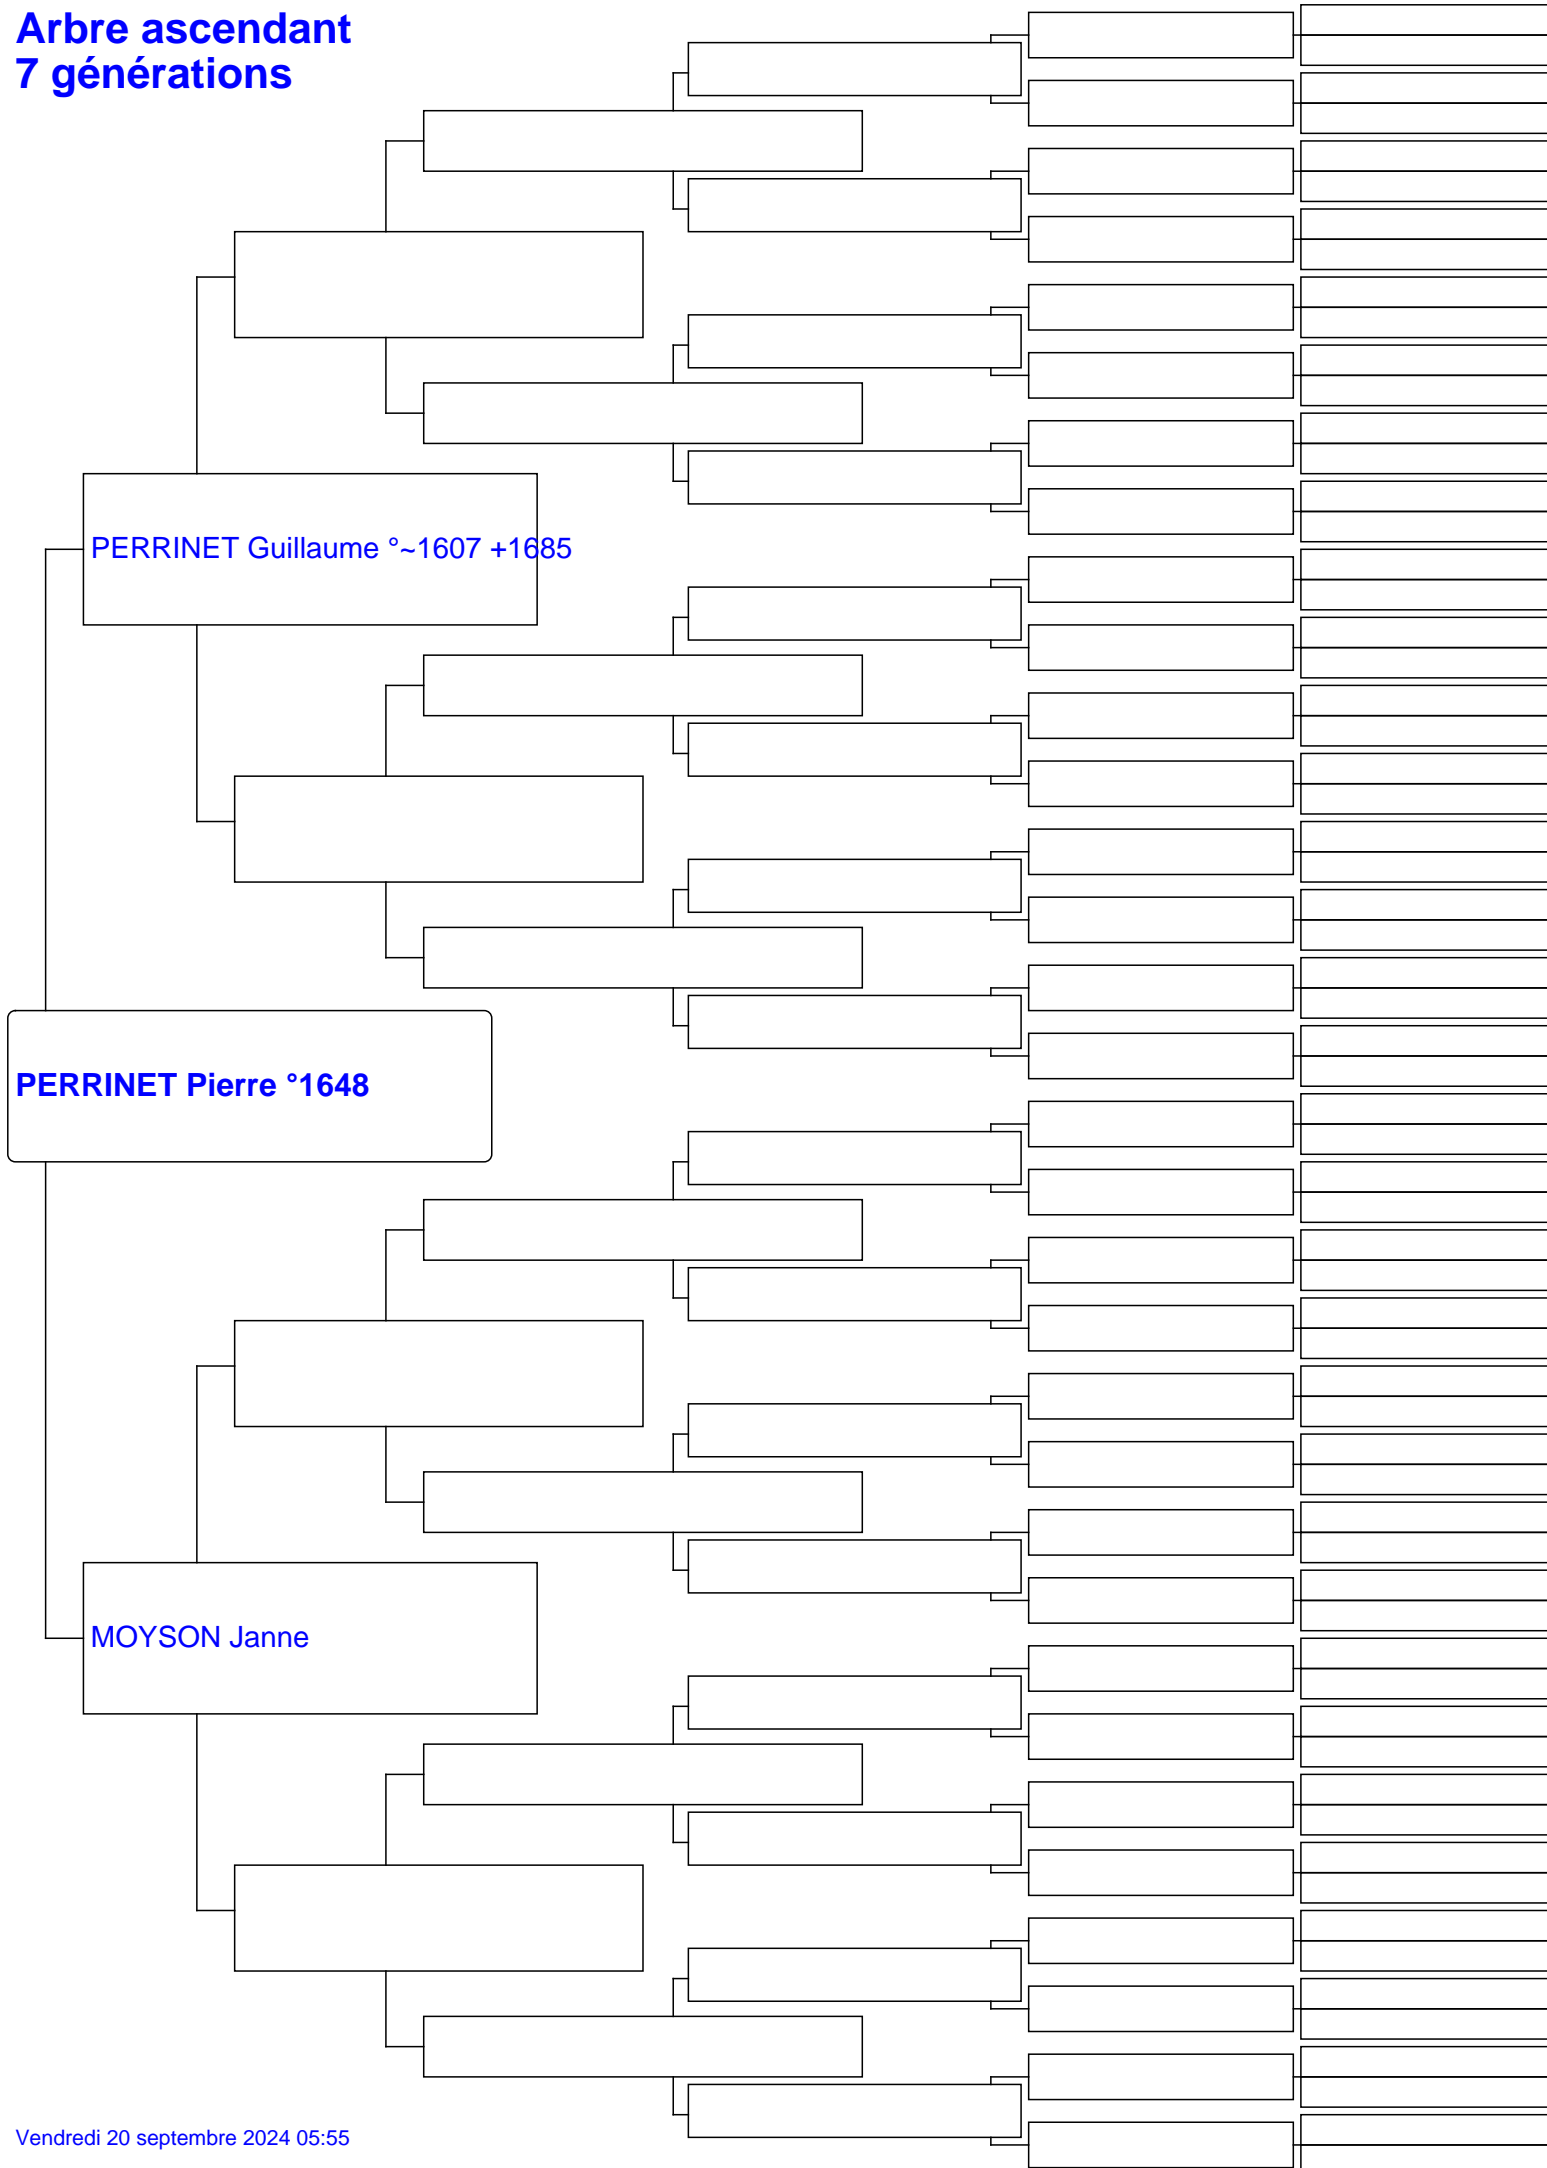 Arbre ascendant
7 générations
PERRINET Guillaume °~1607 +1685
PERRINET Pierre °1648
MOYSON Janne
Vendredi 20 septembre 2024 05:55